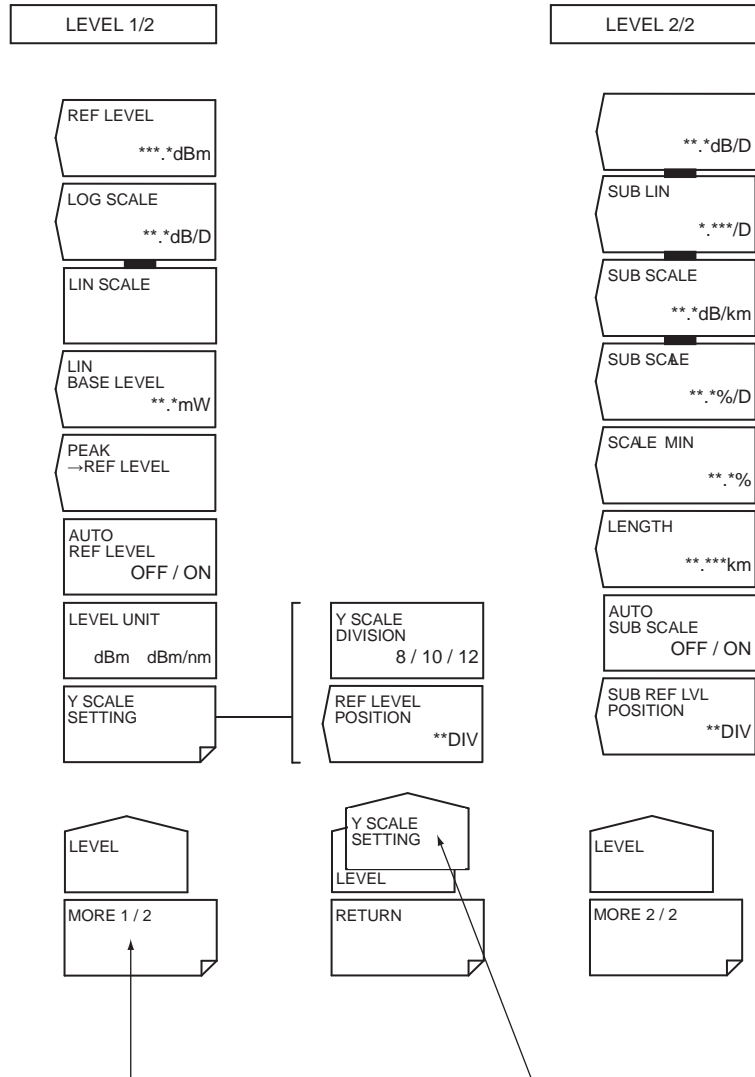 LEVEL 1/2
REF LEVEL
***.*dBm
LOG SCALE
**.*dB/D
LIN SCALE
LIN
BASE LEVEL
**.*mW
PEAK
→REF LEVEL
AUTO
REF LEVEL
OFF / ON
LEVEL UNIT
dBm dBm/nm
Y SCALE
SETTING
LEVEL
MORE 1 / 2
Y SCALE
DIVISION
8 / 10 / 12
REF LEVEL
POSITION
**DIV
Y SCALE
SETTING
LEVEL
RETURN
LEVEL 2/2
**.*dB/D
SUB LIN
*.***/D
SUB SCALE
**.*dB/km
SUB SCALE
**.*%/D
SCALE MIN
**.*%
LENGTH
**.***km
AUTO
SUB SCALE
OFF / ON
SUB REF LVL
POSITION
**DIV
LEVEL
MORE 2 / 2